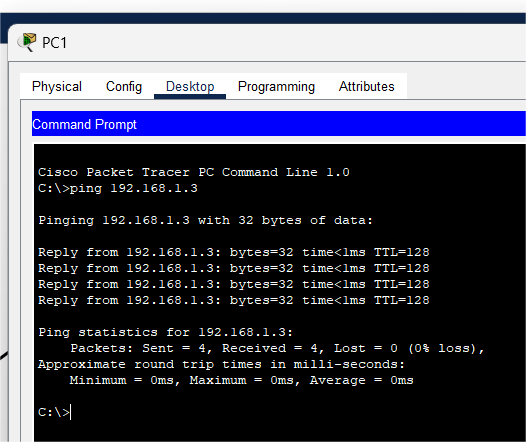 PC1
Physical Config Desktop Programming Attributes
Command Prompt
Cisco Packet Tracer PC Command Line 1.0
C:\>ping 192.168.1.3
Pinging 192.168.1.3 with 32 bytes of data:
Reply from 192.168.1.3: bytes=32 time<1ms TTL=128
Reply from 192.168.1.3: bytes=32 time<1ms TTL=128
Reply from 192.168.1.3: bytes=32 time<1ms TTL=128
Reply from 192.168.1.3: bytes=32 time<1ms TTL=128
Ping statistics for 192.168.1.3:
Packets: Sent = 4, Received = 4, Lost = 0 (0% loss),
Approximate round trip times in milli-seconds:
Minimum = 0ms, Maximum = 0ms, Average = 0ms
C:\>